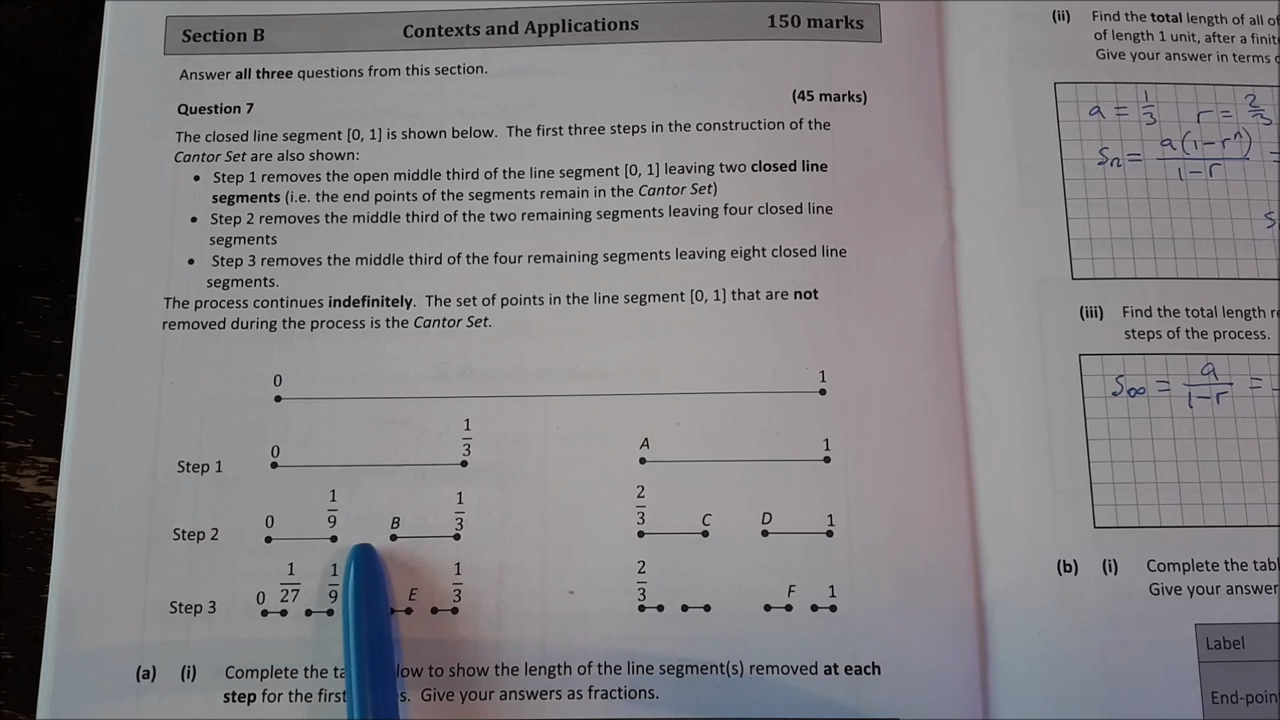 Section B Contexts and Applications 150 marks
Answer all three questions from this section.
Question 7 (45 marks)
The closed line segment [0, 1] is shown below. The first three steps in the construction of the
Cantor Set are also shown:
• Step 1 removes the open middle third of the line segment [0, 1] leaving two closed line
segments (i.e. the end points of the segments remain in the Cantor Set)
• Step 2 removes the middle third of the two remaining segments leaving four closed line
segments
• Step 3 removes the middle third of the four remaining segments leaving eight closed line
segments.
The process continues indefinitely. The set of points in the line segment [0, 1] that are not
removed during the process is the Cantor Set.
0 1
Step 1 0 1/3 A 1
Step 2 0 1/9 B 1/3 2/3 C D 1
Step 3 0 1/27 1/9 E 1/3 2/3 F 1
(a) (i) Complete the low to show the length of the line segment(s) removed at each
step for the first Give your answers as fractions.
(ii) Find the total length of all of
of length 1 unit, after a
Give your answer in terms
a = 1/3 r = 2/3
Sn = a(1-r^n)/1-r =
S
(iii) Find the total length
steps of the process.
S∞ = a/1-r =
(b) (i) Complete the
Give your answer
Label